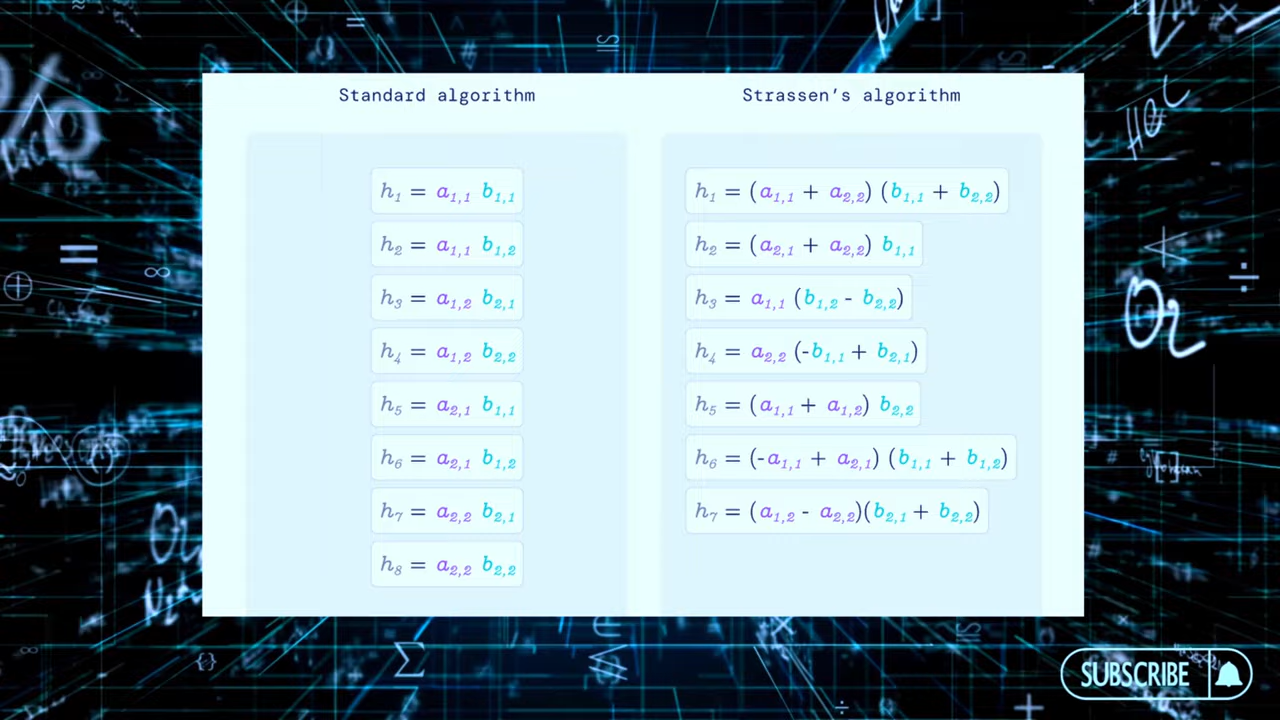 Standard algorithm
h₁ = a₁,₁ b₁,₁
h₂ = a₁,₁ b₁,₂
h₃ = a₁,₂ b₂,₁
h₄ = a₁,₂ b₂,₂
h₅ = a₂,₁ b₁,₁
h₆ = a₂,₁ b₁,₂
h₇ = a₂,₂ b₂,₁
h₈ = a₂,₂ b₂,₂
Strassen’s algorithm
h₁ = (a₁,₁ + a₂,₂) (b₁,₁ + b₂,₂)
h₂ = (a₂,₁ + a₂,₂) b₁,₁
h₃ = a₁,₁ (b₁,₂ - b₂,₂)
h₄ = a₂,₂ (-b₁,₁ + b₂,₁)
h₅ = (a₁,₁ + a₁,₂) b₂,₂
h₆ = (-a₁,₁ + a₂,₁) (b₁,₁ + b₁,₂)
h₇ = (a₁,₂ - a₂,₂)(b₂,₁ + b₂,₂)
SUBSCRIBE